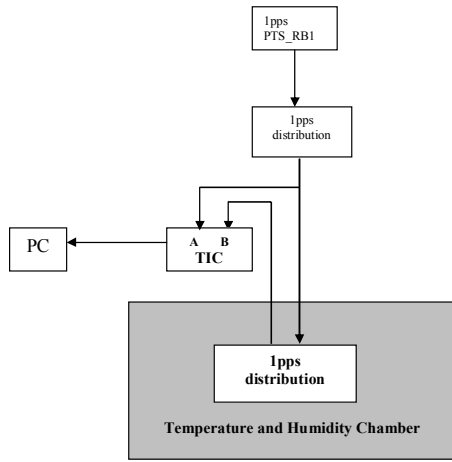 1pps
PTS_RB1
1pps
distribution
A B
TIC
PC
1pps
distribution
Temperature and Humidity Chamber